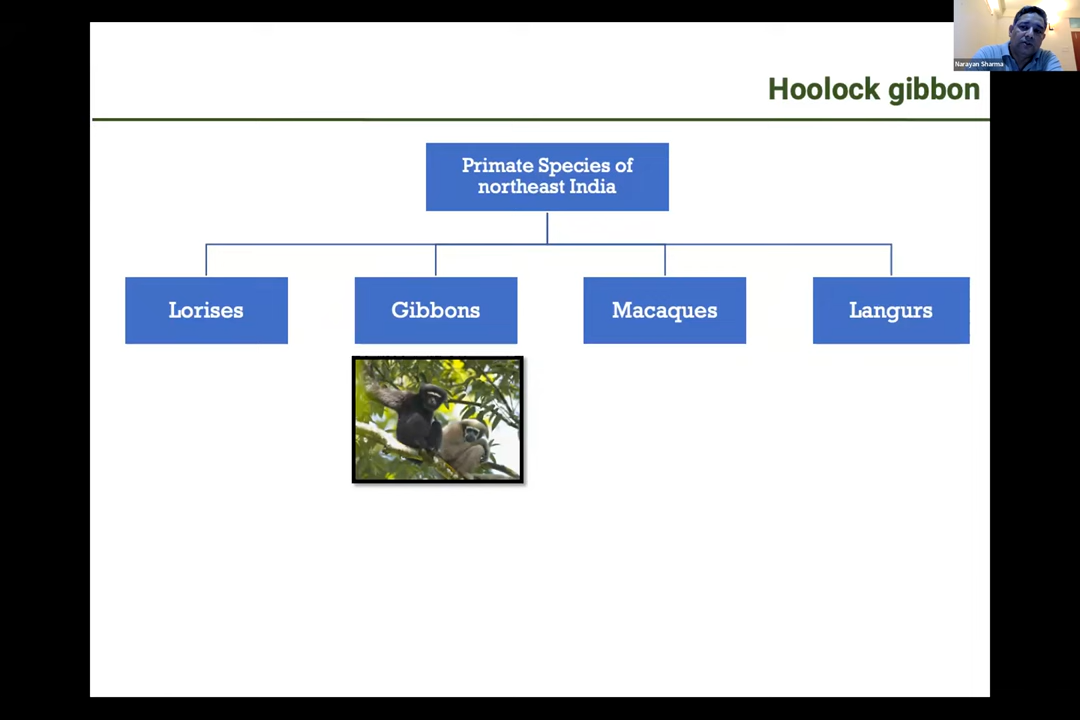 Narayan Sharma
Hoolock gibbon
Primate Species of
northeast India
Lorises
Gibbons
Macaques
Langurs